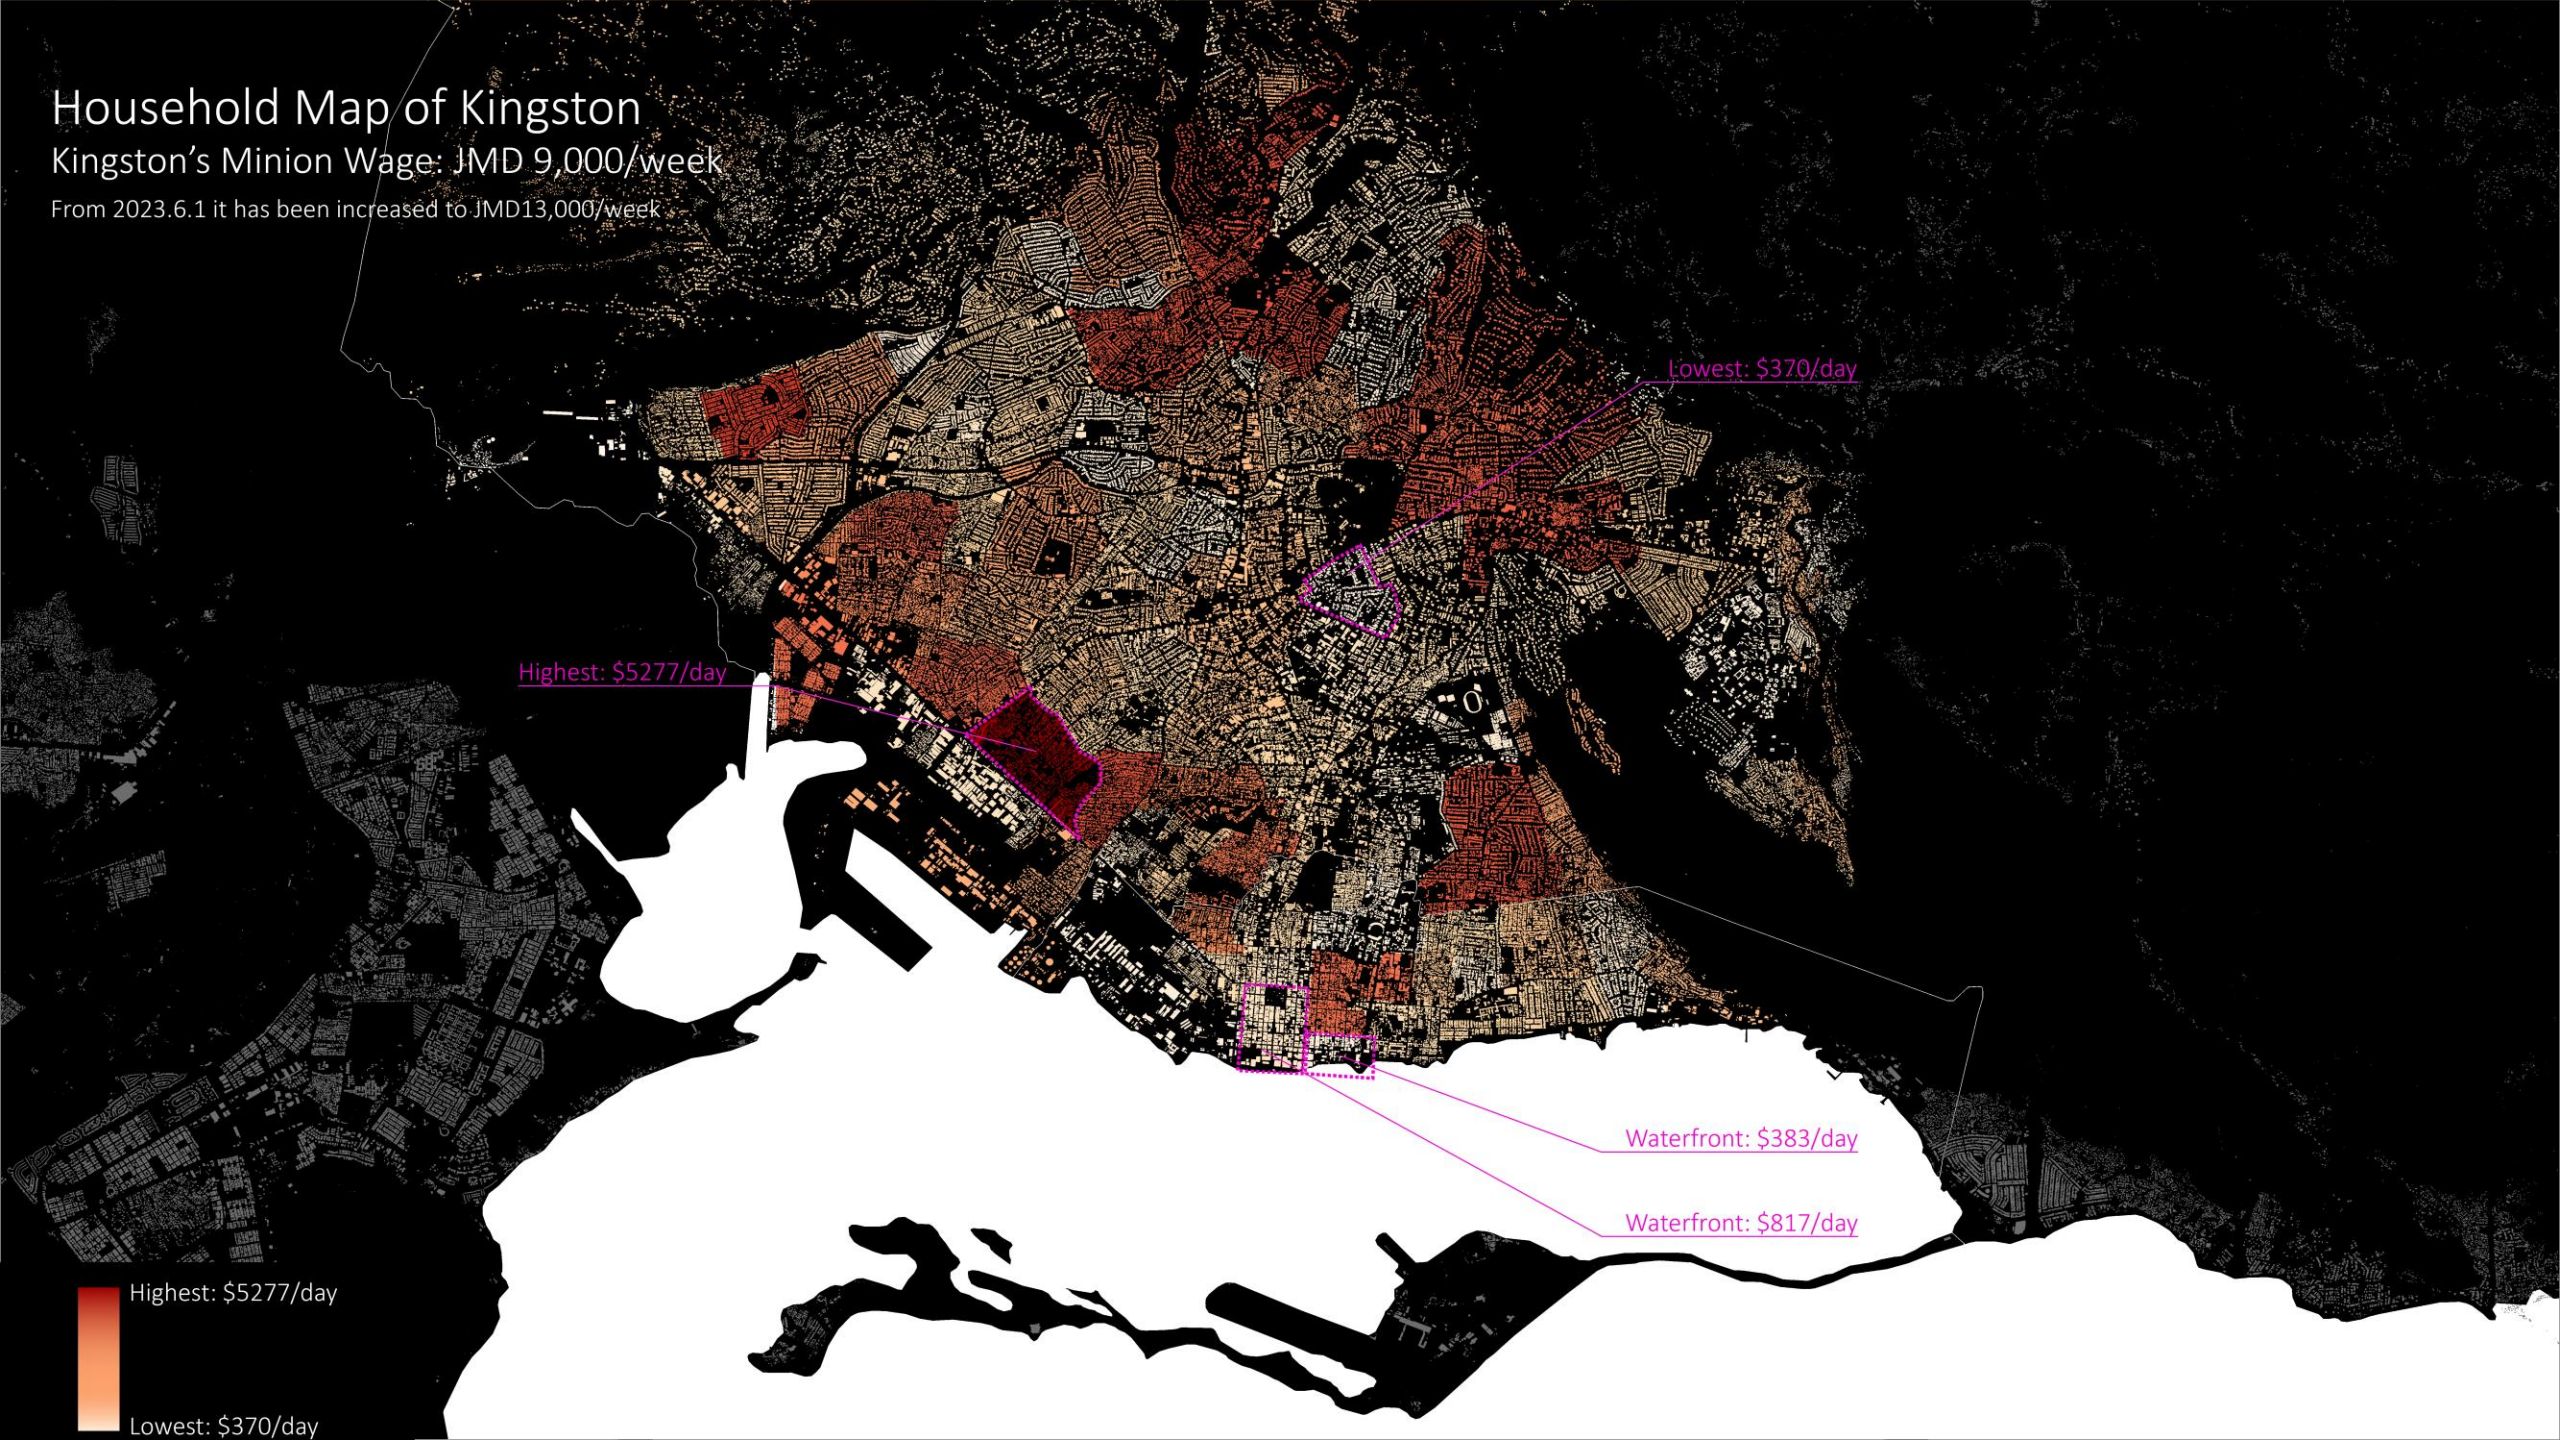 Household Map of Kingston
Kingston’s Minion Wage: JMD 9,000/week
From 2023.6.1 it has been increased to JMD13,000/week
Lowest: $370/day
Highest: $5277/day
Waterfront: $383/day
Waterfront: $817/day
Highest: $5277/day
Lowest: $370/day